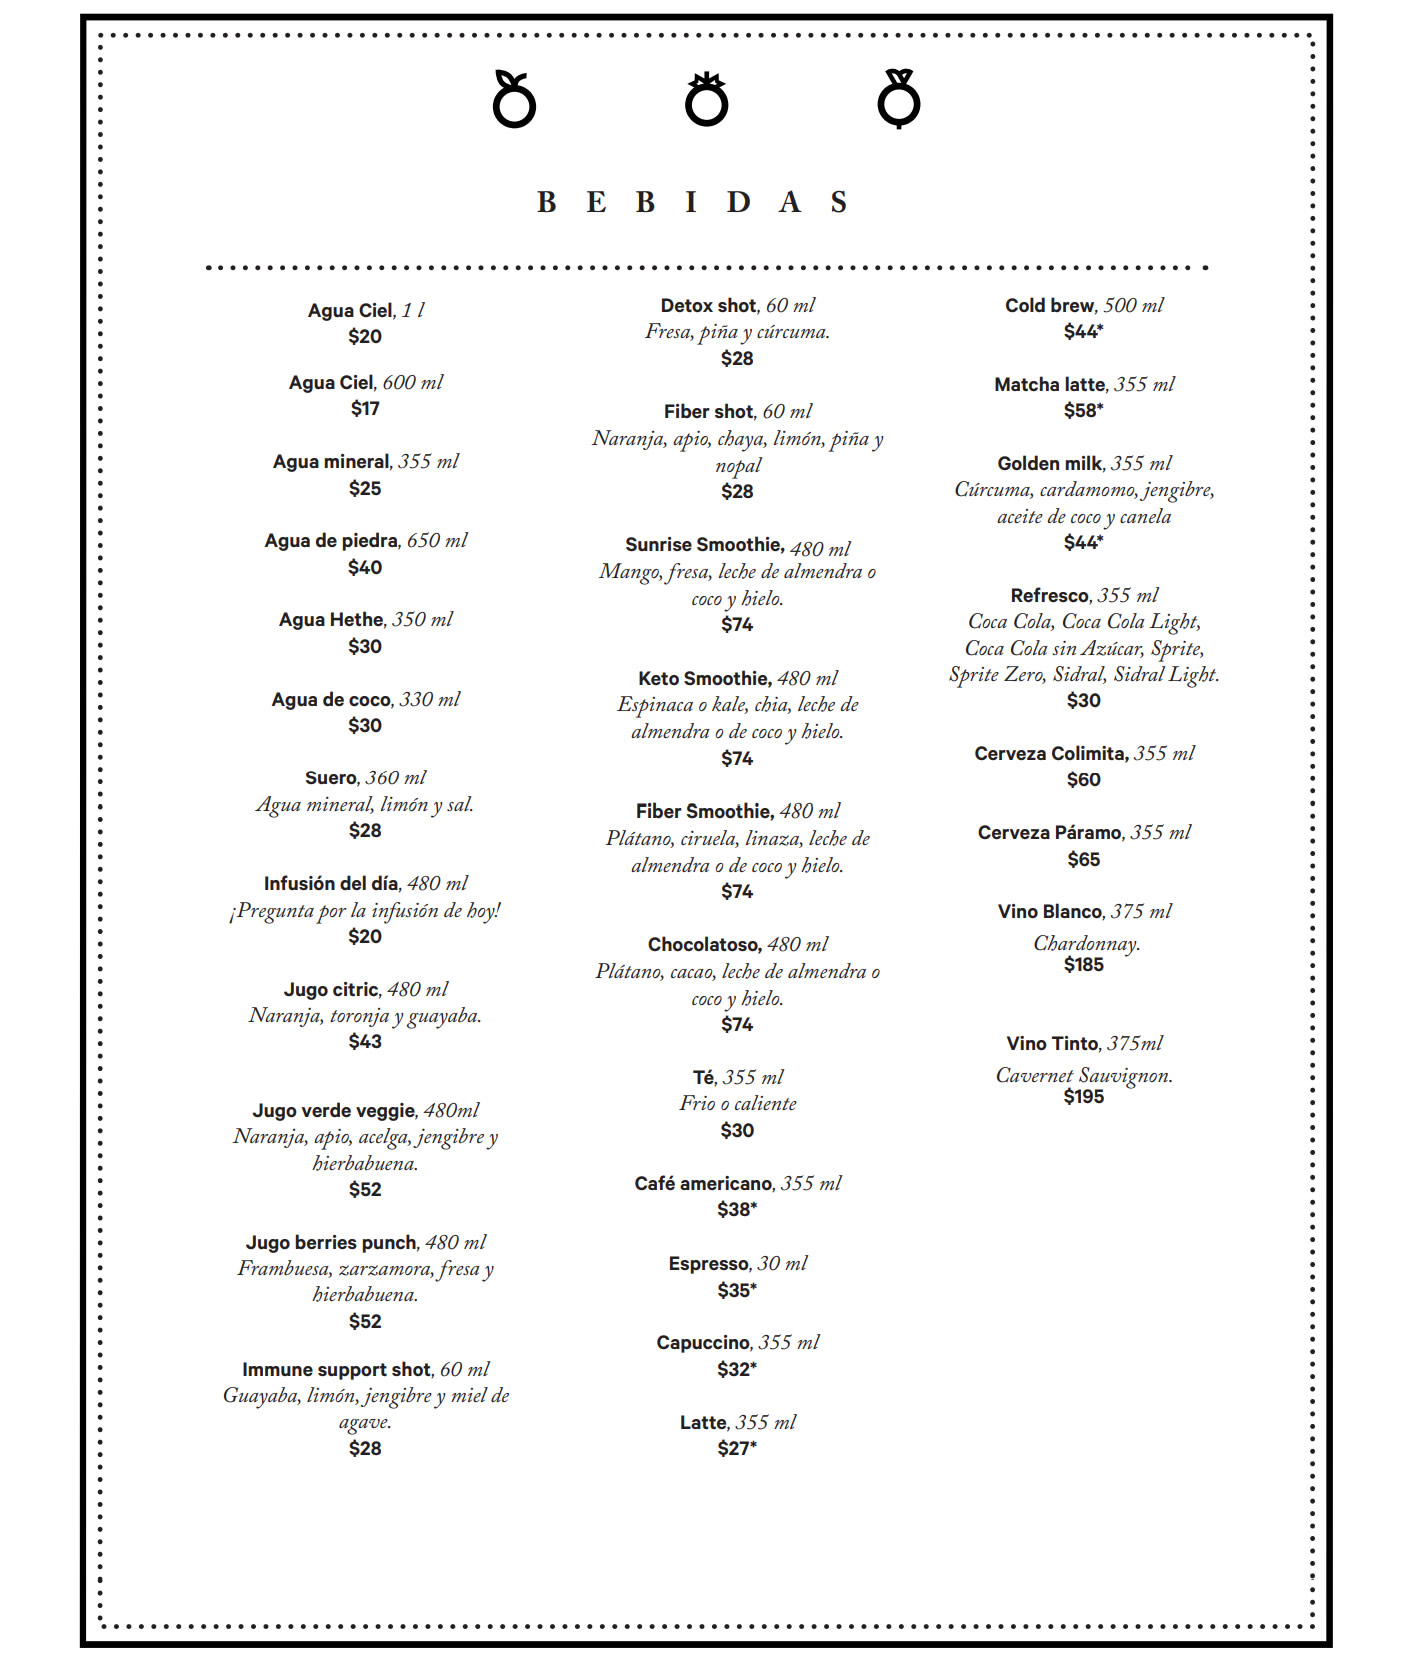 BEBIDAS
Agua Ciel, 1 l
$20
Agua Ciel, 600 ml
$17
Agua mineral, 355 ml
$25
Agua de piedra, 650 ml
$40
Agua Hethe, 350 ml
$30
Agua de coco, 330 ml
$30
Suero, 360 ml
Agua mineral, limón y sal.
$28
Infusión del día, 480 ml
¡Pregunta por la infusión de hoy!
$20
Jugo citric, 480 ml
Naranja, toronja y guayaba.
$43
Jugo verde veggie, 480ml
Naranja, apio, acelga, jengibre y
hierbabuena.
$52
Jugo berries punch, 480 ml
Frambuesa, zarzamora, fresa y
hierbabuena.
$52
Immune support shot, 60 ml
Guayaba, limón, jengibre y miel de
agave.
$28
Detox shot, 60 ml
Fresa, piña y cúrcuma.
$28
Fiber shot, 60 ml
Naranja, apio, chaya, limón, piña y
nopal
$28
Sunrise Smoothie, 480 ml
Mango, fresa, leche de almendra o
coco y hielo.
$74
Keto Smoothie, 480 ml
Espinaca o kale, chia, leche de
almendra o de coco y hielo.
$74
Fiber Smoothie, 480 ml
Plátano, ciruela, linaza, leche de
almendra o de coco y hielo.
$74
Chocolatoso, 480 ml
Plátano, cacao, leche de almendra o
coco y hielo.
$74
Té, 355 ml
Frio o caliente
$30
Café americano, 355 ml
$38*
Espresso, 30 ml
$35*
Capuccino, 355 ml
$32*
Latte, 355 ml
$27*
Cold brew, 500 ml
$44*
Matcha latte, 355 ml
$58*
Golden milk, 355 ml
Cúrcuma, cardamomo, jengibre,
aceite de coco y canela
$44*
Refresco, 355 ml
Coca Cola, Coca Cola Light,
Coca Cola sin Azúcar, Sprite,
Sprite Zero, Sidral, Sidral Light.
$30
Cerveza Colimita, 355 ml
$60
Cerveza Páramo, 355 ml
$65
Vino Blanco, 375 ml
Chardonnay.
$185
Vino Tinto, 375ml
Cavernet Sauvignon.
$195